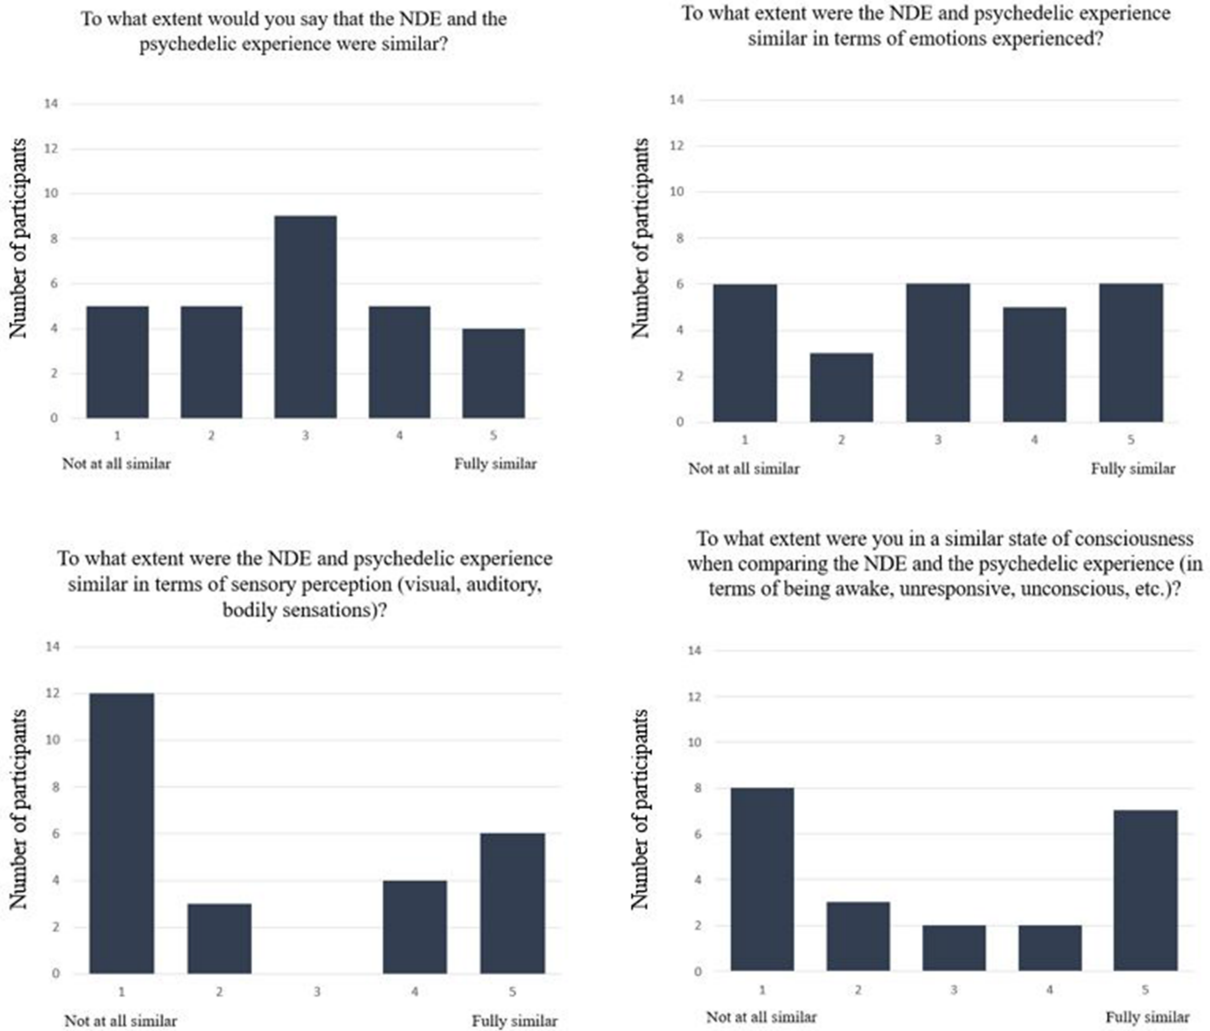 To what extent would you say that the NDE and the
psychedelic experience were similar?
Number of participants
14
12
10
8
6
4
2
0
1 2 3 4 5
Not at all similar Fully similar
To what extent were the NDE and psychedelic experience
similar in terms of emotions experienced?
Number of participants
14
12
10
8
6
4
2
0
1 2 3 4 5
Not at all similar Fully similar
To what extent were the NDE and psychedelic experience
similar in terms of sensory perception (visual, auditory,
bodily sensations)?
Number of participants
14
12
10
8
6
4
2
0
1 2 3 4 5
Not at all similar Fully similar
To what extent were you in a similar state of consciousness
when comparing the NDE and the psychedelic experience (in
terms of being awake, unresponsive, unconscious, etc.)?
Number of participants
14
12
10
8
6
4
2
0
1 2 3 4 5
Not at all similar Fully similar